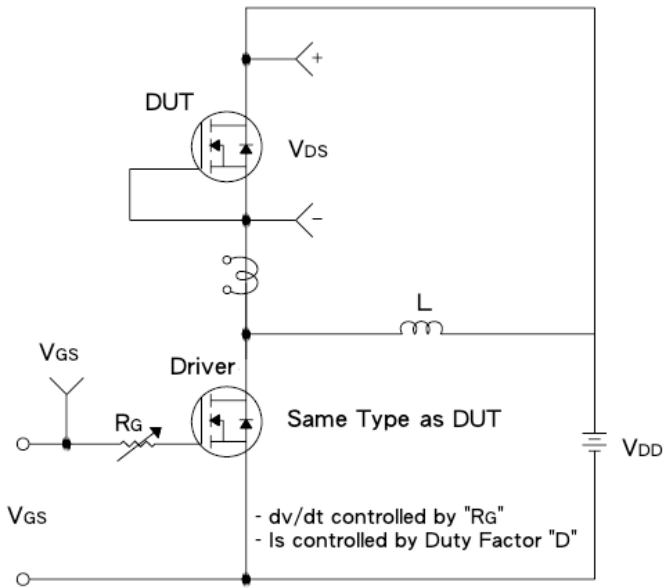 +
DUT
VDS
−
L
VGS
Driver
RG
Same Type as DUT
VDD
VGS
- dv/dt controlled by "RG"
- Is controlled by Duty Factor "D"